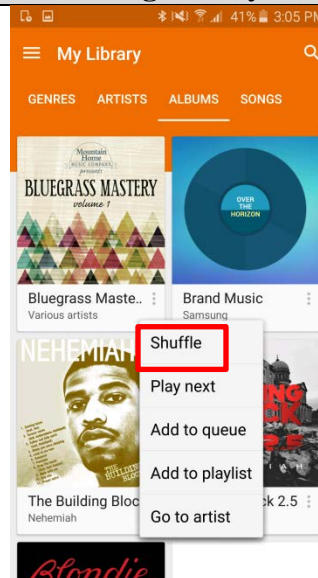 41% 3:05 PM
My Library
GENRES ARTISTS ALBUMS SONGS
Mountain
Home
MUSIC COMPANY
presents
BLUEGRASS MASTERY
volume 1
OVER
THE
HORIZON
Bluegrass Maste..
Various artists
Brand Music
Samsung
NEHEMIAH
THE BUILDING
The Building Bloc
Nehemiah
Shuffle
Play next
Add to queue
Add to playlist
Go to artist
ck 2.5
Blondie